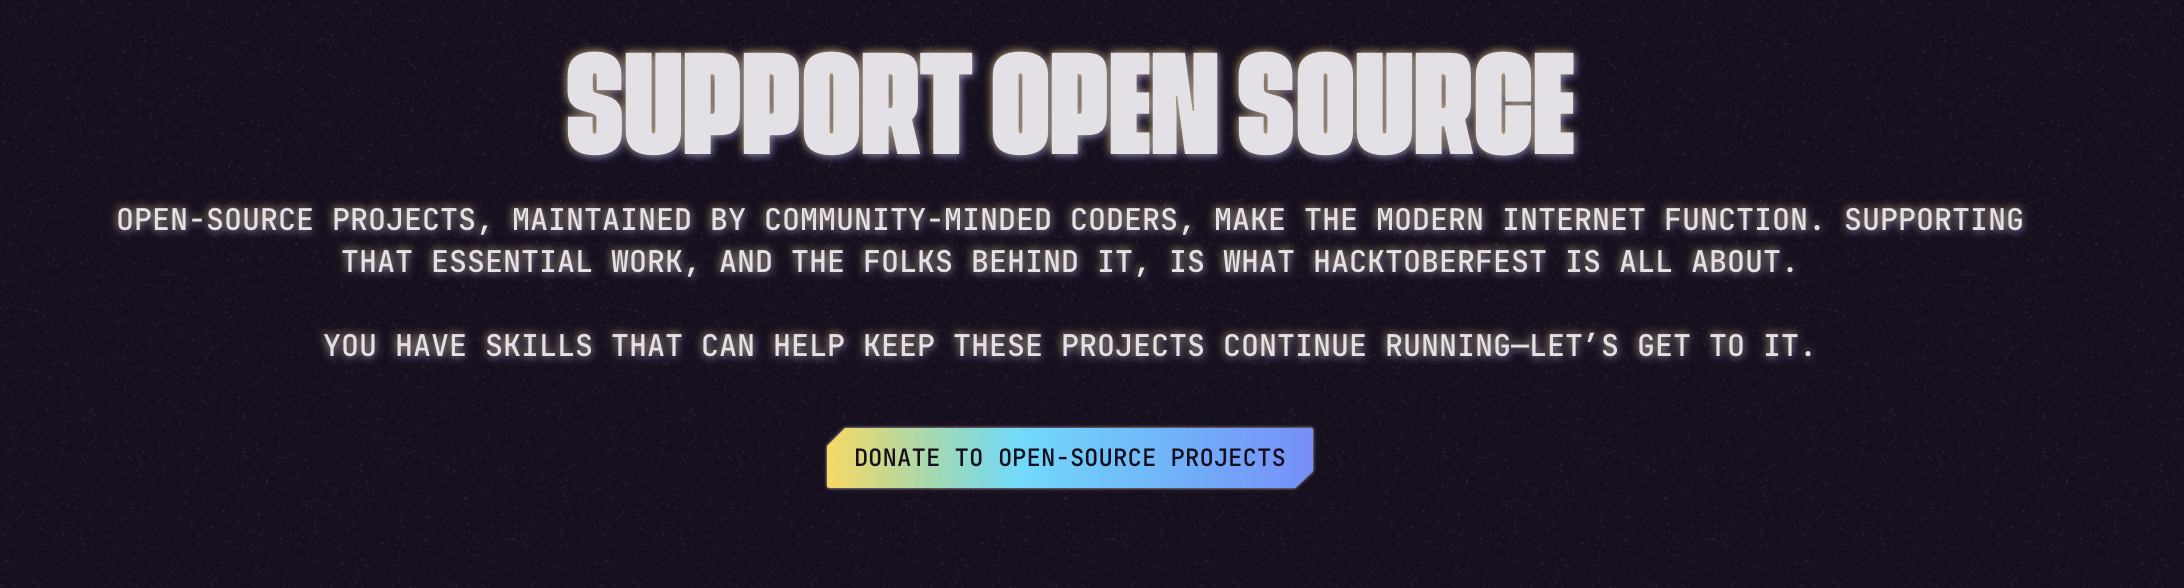 SUPPORT OPEN SOURCE
OPEN-SOURCE PROJECTS, MAINTAINED BY COMMUNITY-MINDED CODERS, MAKE THE MODERN INTERNET FUNCTION. SUPPORTING
THAT ESSENTIAL WORK, AND THE FOLKS BEHIND IT, IS WHAT HACKTOBERFEST IS ALL ABOUT.
YOU HAVE SKILLS THAT CAN HELP KEEP THESE PROJECTS CONTINUE RUNNING—LET’S GET TO IT.
DONATE TO OPEN-SOURCE PROJECTS